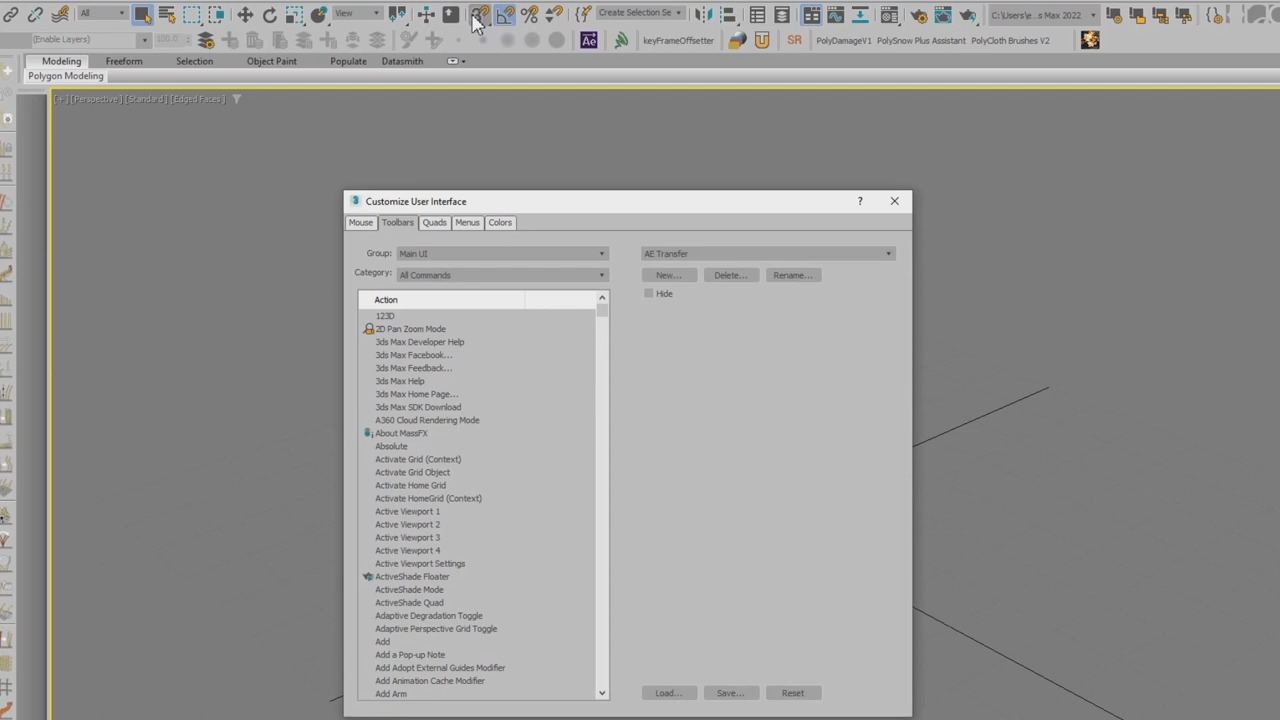 All
View
Create Selection Se
C:\Users\e...s Max 2022
(Enable Layers)
100.0
Ae
keyFrameOffsetter
SR
PolyDamageV1
PolySnow Plus Assistant
PolyCloth Brushes V2
Modeling
Freeform
Selection
Object Paint
Populate
Datasmith
Polygon Modeling
[+] [Perspective] [Standard] [Edged Faces]
3 Customize User Interface
?
Mouse
Toolbars
Quads
Menus
Colors
Group: Main UI
AE Transfer
Category: All Commands
New...
Delete...
Rename...
Hide
Action
123D
2D Pan Zoom Mode
3ds Max Developer Help
3ds Max Facebook...
3ds Max Feedback...
3ds Max Help
3ds Max Home Page...
3ds Max SDK Download
A360 Cloud Rendering Mode
About MassFX
Absolute
Activate Grid (Context)
Activate Grid Object
Activate Home Grid
Activate HomeGrid (Context)
Active Viewport 1
Active Viewport 2
Active Viewport 3
Active Viewport 4
Active Viewport Settings
ActiveShade Floater
ActiveShade Mode
ActiveShade Quad
Adaptive Degradation Toggle
Adaptive Perspective Grid Toggle
Add
Add a Pop-up Note
Add Adopt External Guides Modifier
Add Animation Cache Modifier
Add Arm
Load...
Save...
Reset